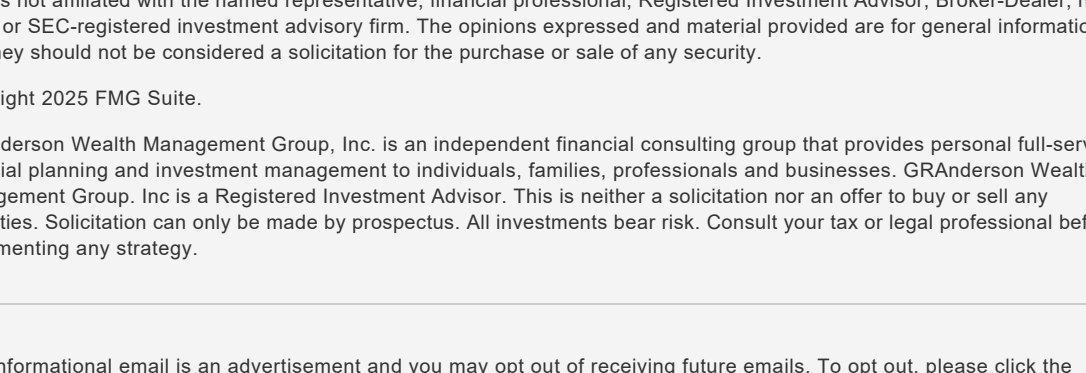 s not affiliated with the named representative, financial professional, Registered Investment Advisor, Broker-Dealer,
or SEC-registered investment advisory firm. The opinions expressed and material provided are for general informatio
ey should not be considered a solicitation for the purchase or sale of any security.
ight 2025 FMG Suite.
derson Wealth Management Group, Inc. is an independent financial consulting group that provides personal full-serv
ial planning and investment management to individuals, families, professionals and businesses. GRAnderson Wealt
gement Group. Inc is a Registered Investment Advisor. This is neither a solicitation nor an offer to buy or sell any
ties. Solicitation can only be made by prospectus. All investments bear risk. Consult your tax or legal professional bef
menting any strategy.
nformational email is an advertisement and you may opt out of receiving future emails. To opt out, please click the